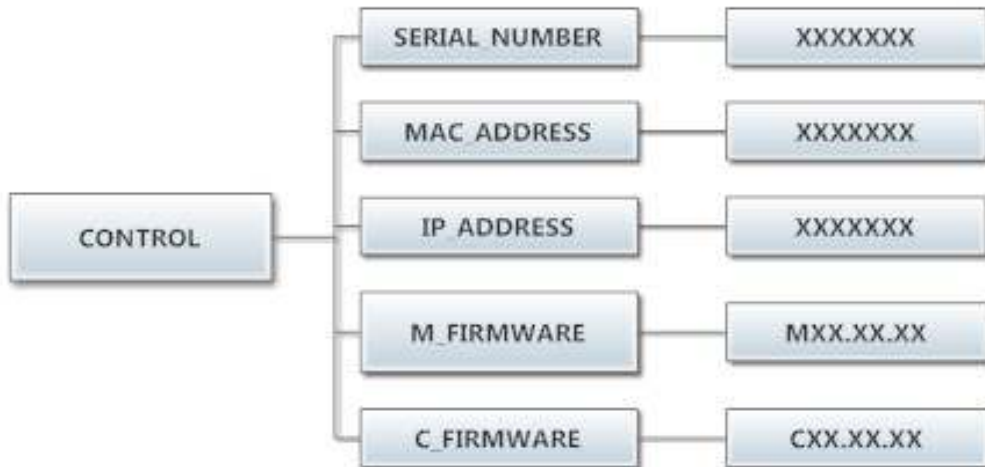 SERIAL_NUMBER XXXXXXX
MAC_ADDRESS XXXXXXX
CONTROL
IP_ADDRESS XXXXXXX
M_FIRMWARE MXX.XX.XX
C_FIRMWARE CXX.XX.XX